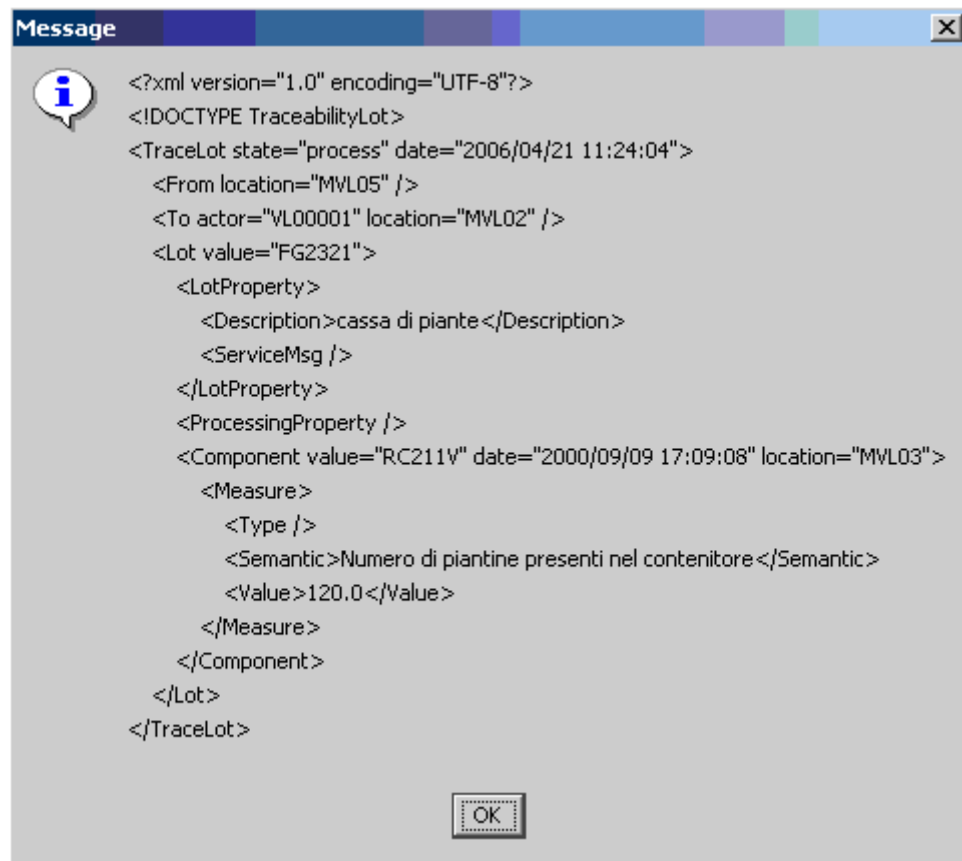 Message
<?xml version="1.0" encoding="UTF-8"?>
<!DOCTYPE TraceabilityLot>
<TraceLot state="process" date="2006/04/21 11:24:04">
<From location="MVL05" />
<To actor="VL00001" location="MVL02" />
<Lot value="FG2321">
<LotProperty>
<Description>cassa di piante</Description>
<ServiceMsg />
</LotProperty>
<ProcessingProperty />
<Component value="RC211V" date="2000/09/09 17:09:08" location="MVL03">
<Measure>
<Type />
<Semantic>Numero di piantine presenti nel contenitore</Semantic>
<Value>120.0</Value>
</Measure>
</Component>
</Lot>
</TraceLot>
OK